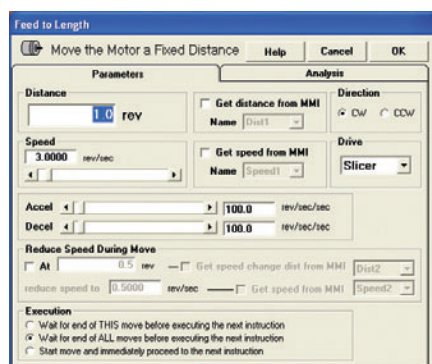 Feed to Length
Move the Motor a Fixed Distance Help Cancel OK
Parameters Analysis
Distance
1.0 rev
Get distance from MMI
Name Dist1
Direction
CW CCW
Speed
3.0000 rev/sec
Get speed from MMI
Name Speed1
Drive
Slicer
Accel 100.0 rev/sec/sec
Decel 100.0 rev/sec/sec
Reduce Speed During Move
At 0.5 rev Get speed change dist from MMI Dist2
reduce speed to 0.5000 rev/sec Get speed from MMI Speed2
Execution
Wait for end of THIS move before executing the next instruction
Wait for end of ALL moves before executing the next instruction
Start move and immediately proceed to the next instruction